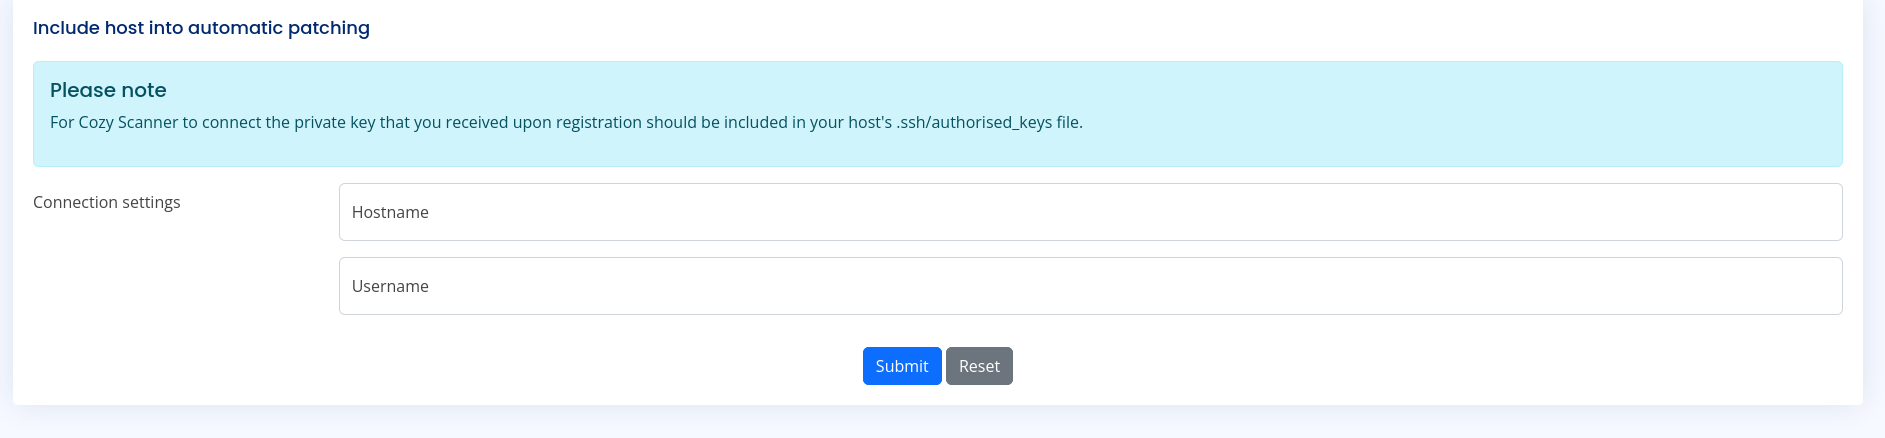 Include host into automatic patching
Please note
For Cozy Scanner to connect the private key that you received upon registration should be included in your host's .ssh/authorised_keys file.
Connection settings
Hostname
Username
Submit Reset